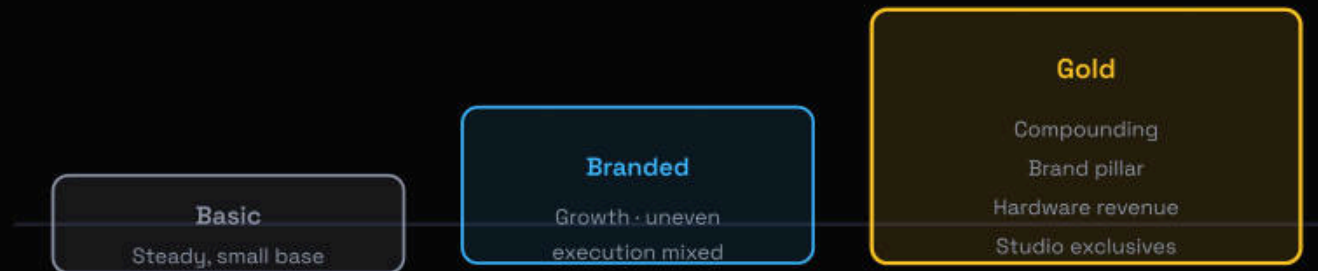 Basic
Steady, small base
Branded
Growth · uneven
execution mixed
Gold
Compounding
Brand pillar
Hardware revenue
Studio exclusives